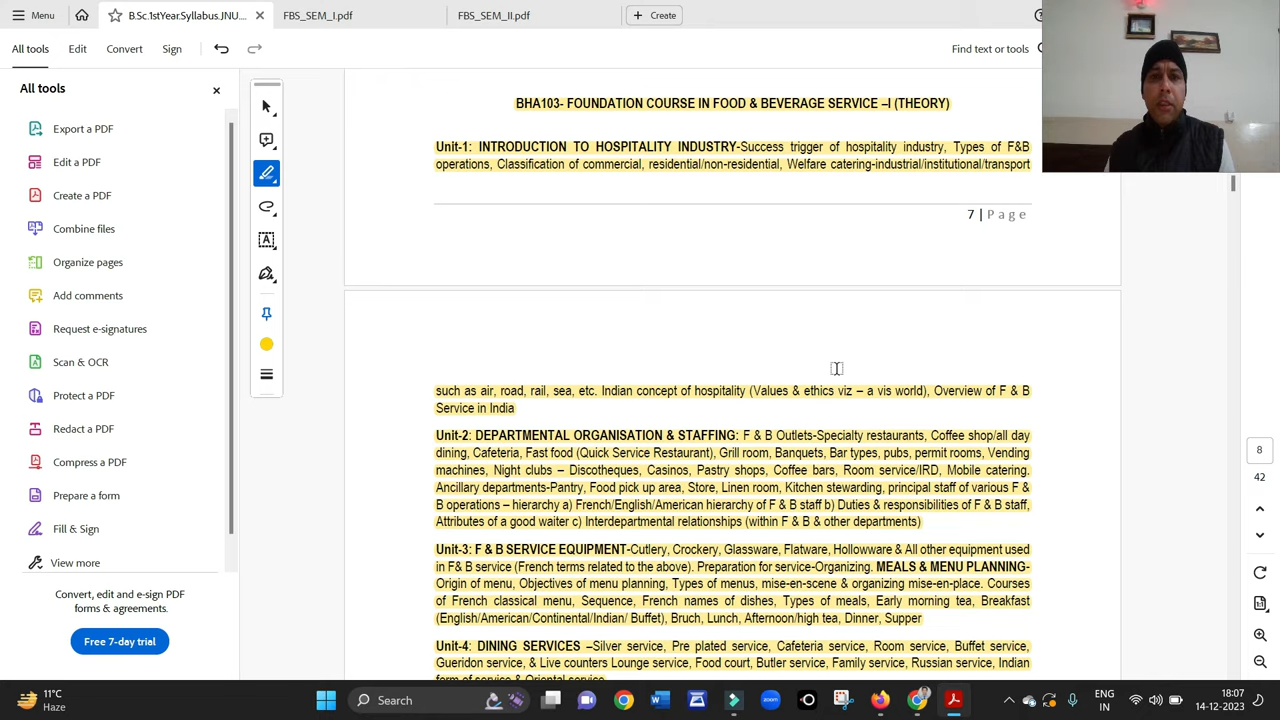 Menu
B.Sc.1stYear.Syllabus.JNU...
FBS_SEM_I.pdf
FBS_SEM_II.pdf
Create
All tools
Edit
Convert
Sign
Find text or tools
All tools
Export a PDF
Edit a PDF
Create a PDF
Combine files
Organize pages
Add comments
Request e-signatures
Scan & OCR
Protect a PDF
Redact a PDF
Compress a PDF
Prepare a form
Fill & Sign
View more
Convert, edit and e-sign PDF
forms & agreements.
Free 7-day trial
BHA103- FOUNDATION COURSE IN FOOD & BEVERAGE SERVICE –I (THEORY)
Unit-1: INTRODUCTION TO HOSPITALITY INDUSTRY-Success trigger of hospitality industry, Types of F&B
operations, Classification of commercial, residential/non-residential, Welfare catering-industrial/institutional/transport
7 | Page
such as air, road, rail, sea, etc. Indian concept of hospitality (Values & ethics viz – a vis world), Overview of F & B
Service in India
Unit-2: DEPARTMENTAL ORGANISATION & STAFFING: F & B Outlets-Specialty restaurants, Coffee shop/all day
dining, Cafeteria, Fast food (Quick Service Restaurant), Grill room, Banquets, Bar types, pubs, permit rooms, Vending
machines, Night clubs – Discotheques, Casinos, Pastry shops, Coffee bars, Room service/IRD, Mobile catering.
Ancillary departments-Pantry, Food pick up area, Store, Linen room, Kitchen stewarding, principal staff of various F &
B operations – hierarchy a) French/English/American hierarchy of F & B staff b) Duties & responsibilities of F & B staff,
Attributes of a good waiter c) Interdepartmental relationships (within F & B & other departments)
Unit-3: F & B SERVICE EQUIPMENT-Cutlery, Crockery, Glassware, Flatware, Hollowware & All other equipment used
in F& B service (French terms related to the above). Preparation for service-Organizing. MEALS & MENU PLANNING-
Origin of menu, Objectives of menu planning, Types of menus, mise-en-scene & organizing mise-en-place. Courses
of French classical menu, Sequence, French names of dishes, Types of meals, Early morning tea, Breakfast
(English/American/Continental/Indian/ Buffet), Bruch, Lunch, Afternoon/high tea, Dinner, Supper
Unit-4: DINING SERVICES –Silver service, Pre plated service, Cafeteria service, Room service, Buffet service,
Gueridon service, & Live counters Lounge service, Food court, Butler service, Family service, Russian service, Indian
form of service & Oriental service
8
42
11°C
Haze
Search
ENG
IN
18:07
14-12-2023